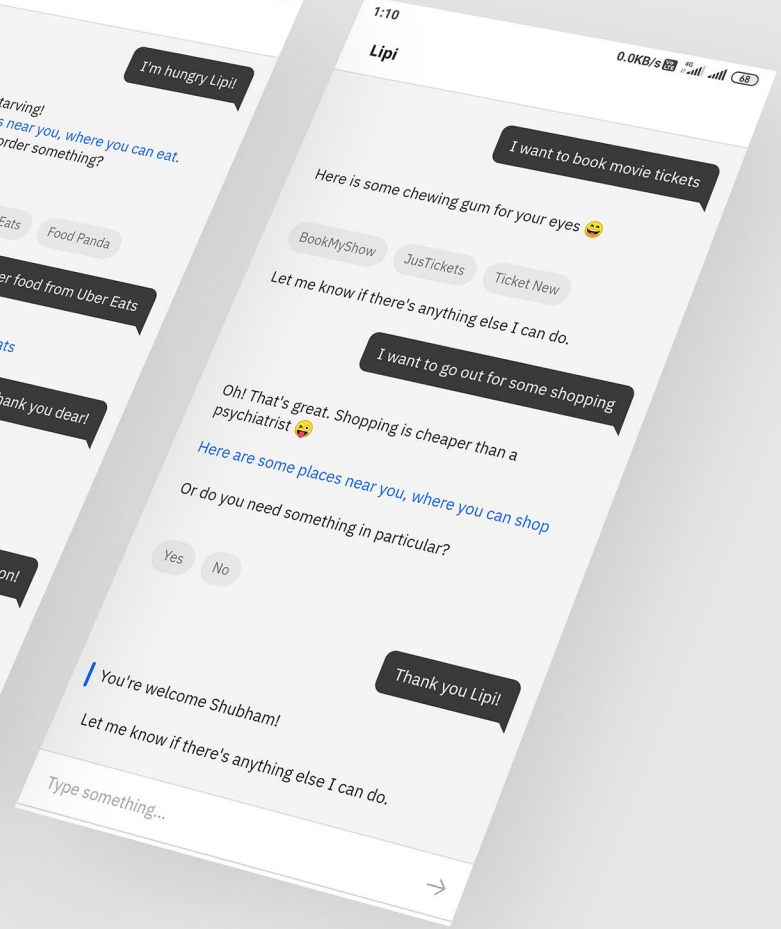 I'm hungry Lipi!
tarving!
s near you, where you can eat.
order something?
Eats
Food Panda
er food from Uber Eats
ats
hank you dear!
on!
1:10
0.0KB/s Vo LTE 4G 68
Lipi
I want to book movie tickets
Here is some chewing gum for your eyes 😄
BookMyShow
JusTickets
Ticket New
Let me know if there's anything else I can do.
I want to go out for some shopping
Oh! That's great. Shopping is cheaper than a
psychiatrist 😜
Here are some places near you, where you can shop
Or do you need something in particular?
Yes
No
Thank you Lipi!
You're welcome Shubham!
Let me know if there's anything else I can do.
Type something...